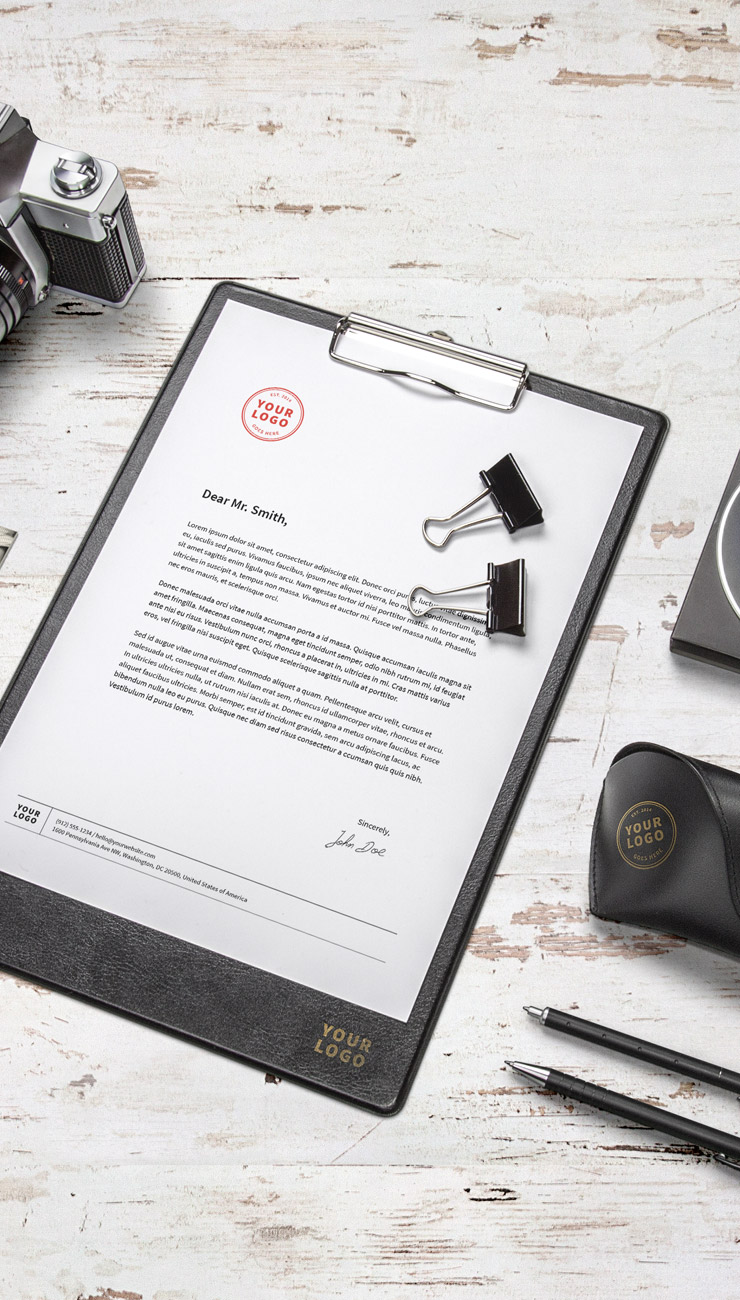 EST. 2014
YOUR
LOGO
GOES HERE
Dear Mr. Smith,
Lorem ipsum dolor sit amet, consectetur adipiscing elit. Donec orci purus, luctus vitae dignissim
eu, iaculis sed purus. Vivamus faucibus, ipsum nec aliquet viverra, leo mauris condimentum ligula,
sit amet sagittis enim ligula quis arcu. Nam egestas tortor id nisi porttitor mattis. In tortor ante,
ultricies in suscipit a, tempus non massa. Vivamus et auctor mi. Fusce vel massa nulla. Phasellus
nec eros mauris, et scelerisque orci.
Donec malesuada orci vitae nulla accumsan porta a id massa. Quisque accumsan iaculis magna sit
amet fringilla. Maecenas consequat, magna eget tincidunt semper, odio nibh rutrum mi, id feugiat
ante nisi eu risus. Vestibulum nunc orci, rhoncus a placerat in, ultricies in mi. Cras mattis varius
eros, vel fringilla nisi suscipit eget. Quisque scelerisque sagittis nulla at porttitor.
Sed id augue vitae urna euismod commodo aliquet a quam. Pellentesque arcu velit, cursus et
malesuada ut, consequat et diam. Nullam erat sem, rhoncus id ullamcorper vitae, rhoncus et arcu.
In ultricies ultricies nulla, ut rutrum nisi iaculis at. Donec eu magna a metus ornare faucibus. Fusce
aliquet faucibus ultricies. Morbi semper, est id tincidunt gravida, sem arcu adipiscing lacus, ac
bibendum nulla leo eu purus. Quisque nec diam sed risus consectetur a ccumsan quis quis nibh.
Vestibulum id purus lorem.
Sincerely,
John Doe
YOUR
LOGO
(912) 555-1234 / hello@yourwebsite.com
1600 Pennsylvania Ave NW, Washington, DC 20500, United States of America
YOUR
LOGO
EST. 2014
YOUR
LOGO
GOES HERE